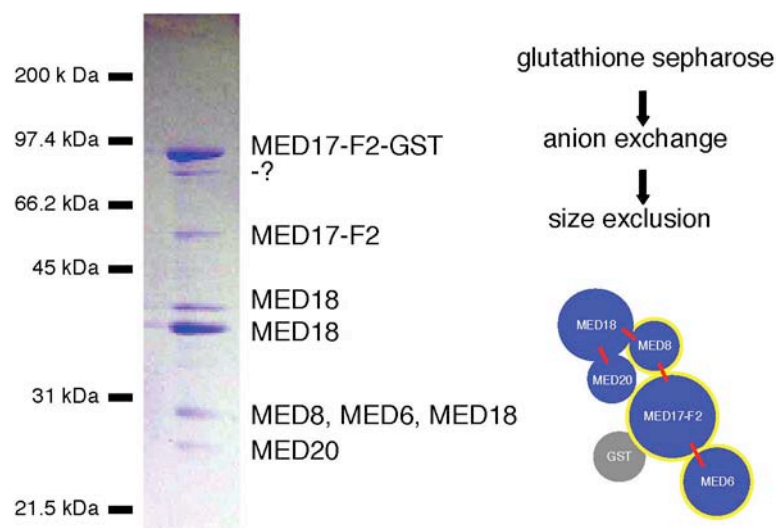 200 k Da
97.4 kDa
66.2 kDa
45 kDa
31 kDa
21.5 kDa
MED17-F2-GST
-?
MED17-F2
MED18
MED18
MED8, MED6, MED18
MED20
glutathione sepharose
anion exchange
size exclusion
MED18
MED8
MED20
MED17-F2
GST
MED6